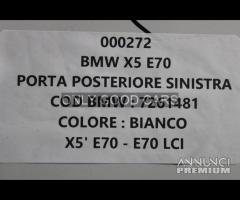 000272
BMW X5 E70
PORTA POSTERIORE SINISTRA
COD BMW : 7261481
COLORE : BIANCO
X5' E70 - E70 LCI
ANNUNCI
PREMIUM